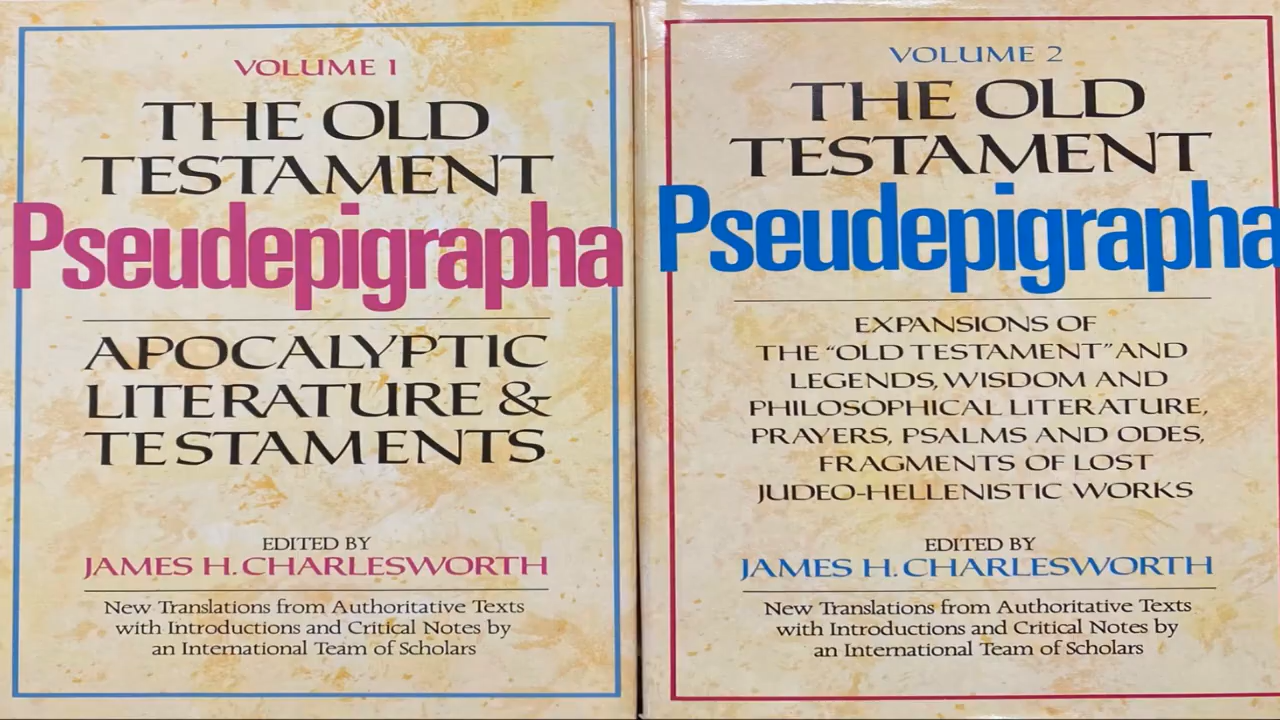 VOLUME 1
THE OLD
TESTAMENT
Pseudepigrapha
APOCALYPTIC
LITERATURE &
TESTAMENTS
EDITED BY
JAMES H. CHARLESWORTH
New Translations from Authoritative Texts
with Introductions and Critical Notes by
an International Team of Scholars
VOLUME 2
THE OLD
TESTAMENT
Pseudepigrapha
EXPANSIONS OF
THE “OLD TESTAMENT” AND
LEGENDS, WISDOM AND
PHILOSOPHICAL LITERATURE,
PRAYERS, PSALMS AND ODES,
FRAGMENTS OF LOST
JUDEO-HELLENISTIC WORKS
EDITED BY
JAMES H. CHARLESWORTH
New Translations from Authoritative Texts
with Introductions and Critical Notes by
an International Team of Scholars